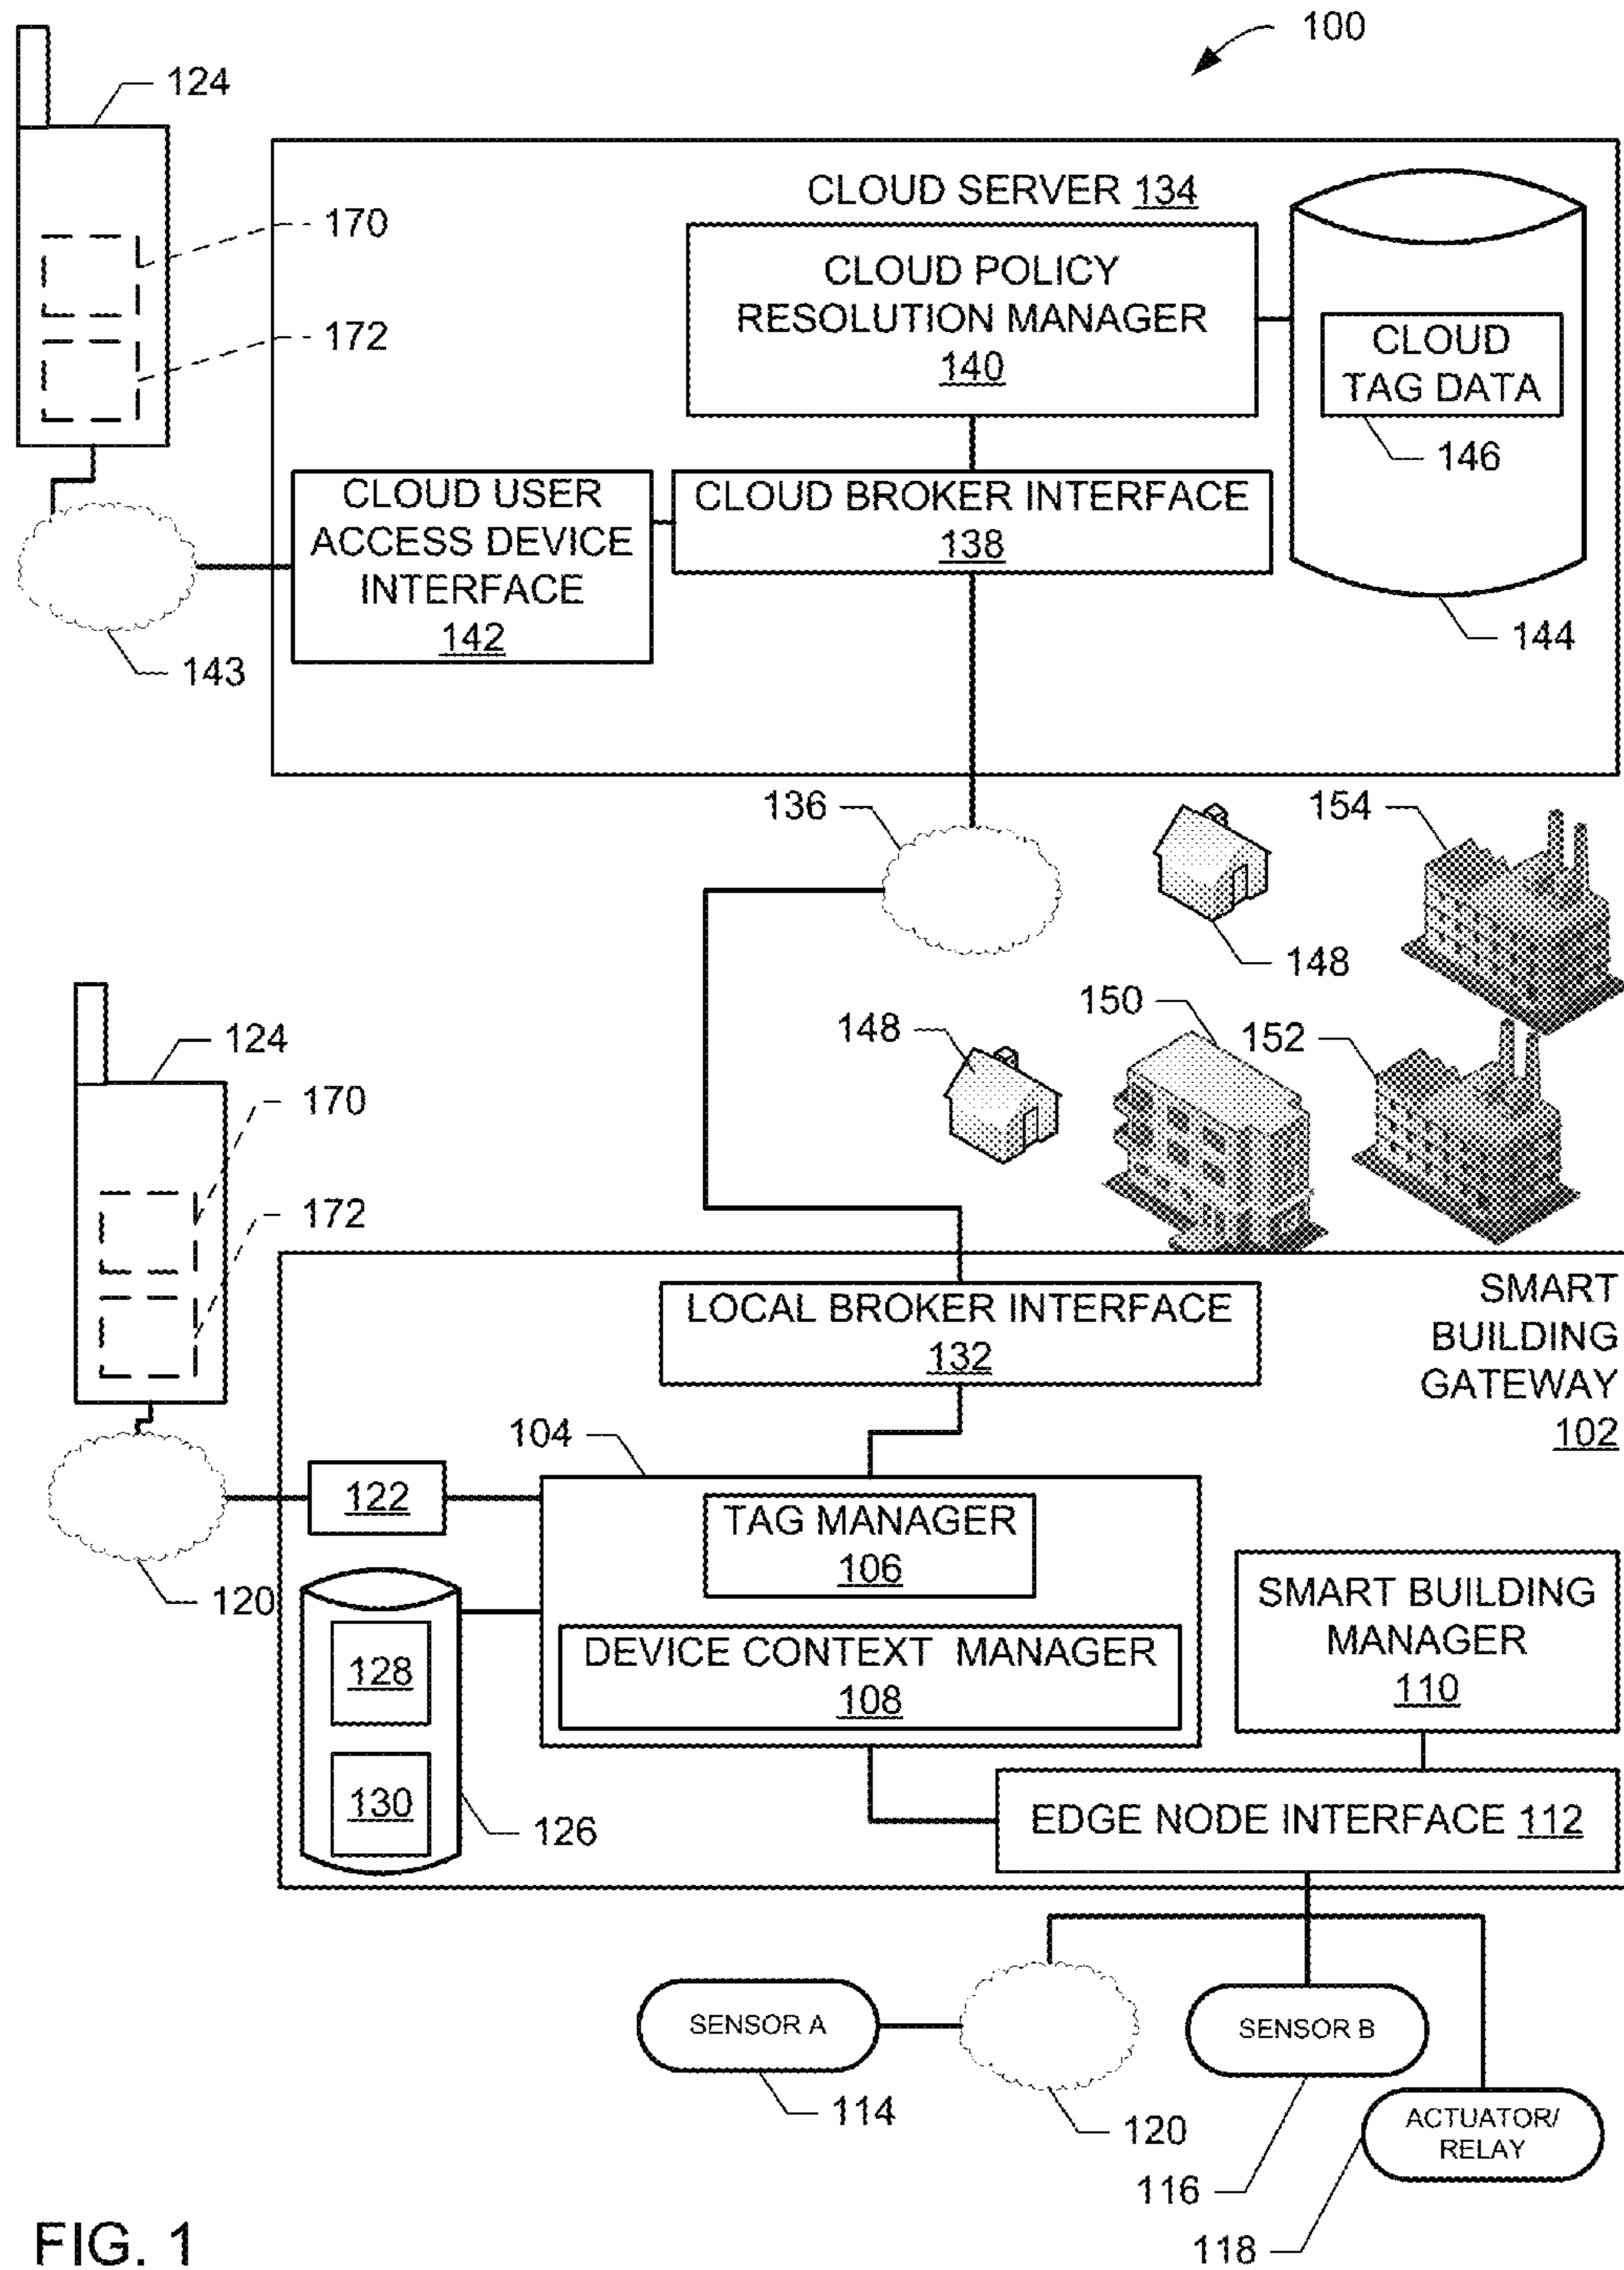 100
124
CLOUD SERVER 134
170
CLOUD POLICY
RESOLUTION MANAGER
140
172
CLOUD
TAG DATA
146
CLOUD USER
ACCESS DEVICE
INTERFACE
142
CLOUD BROKER INTERFACE
138
144
143
136
154
148
150
148
152
124
170
172
LOCAL BROKER INTERFACE
132
SMART
BUILDING
GATEWAY
102
104
122
TAG MANAGER
106
120
SMART BUILDING
MANAGER
110
128
DEVICE CONTEXT MANAGER
108
130
126
EDGE NODE INTERFACE 112
SENSOR A
SENSOR B
114
120
ACTUATOR/
RELAY
116
118
FIG. 1